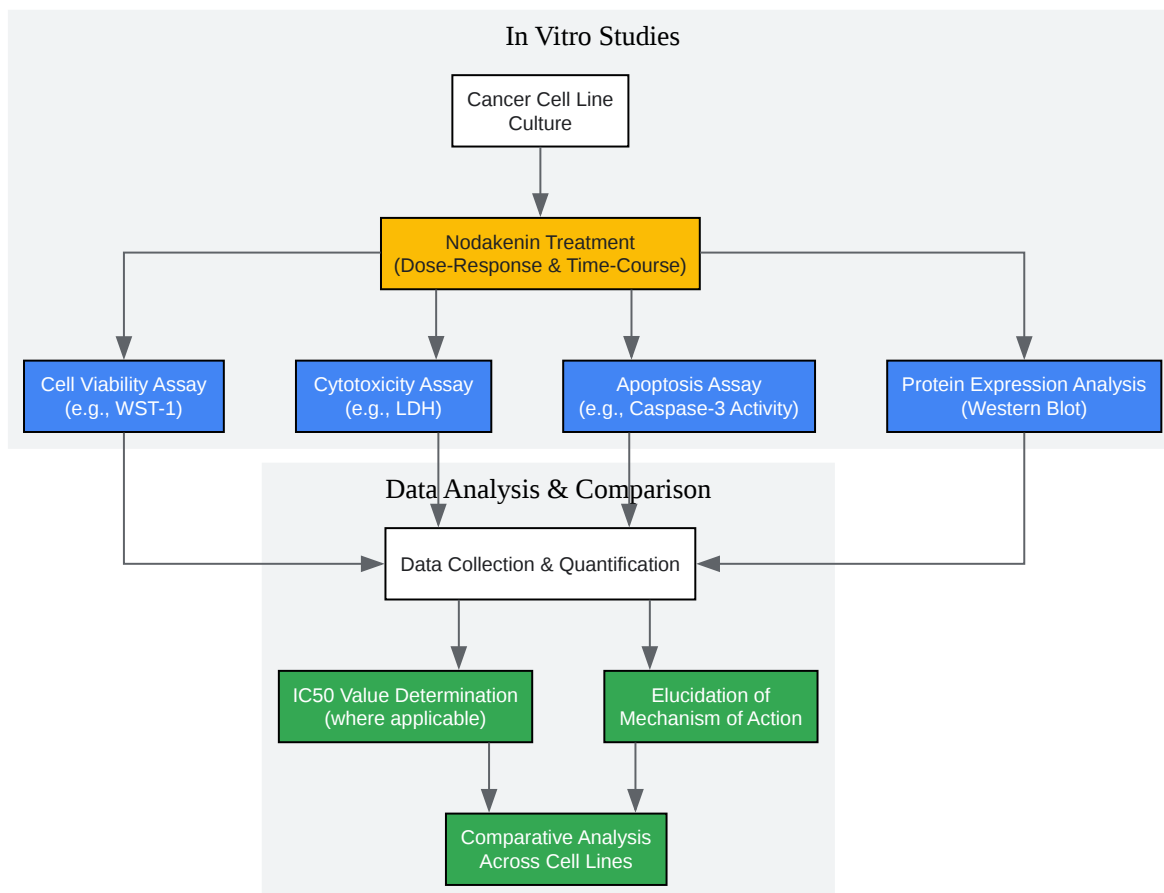 In Vitro Studies
Cancer Cell Line
Culture
Nodakenin Treatment
(Dose-Response & Time-Course)
Cell Viability Assay
(e.g., WST-1)
Cytotoxicity Assay
(e.g., LDH)
Apoptosis Assay
(e.g., Caspase-3 Activity)
Protein Expression Analysis
(Western Blot)
Data Analysis & Comparison
Data Collection & Quantification
IC50 Value Determination
(where applicable)
Elucidation of
Mechanism of Action
Comparative Analysis
Across Cell Lines